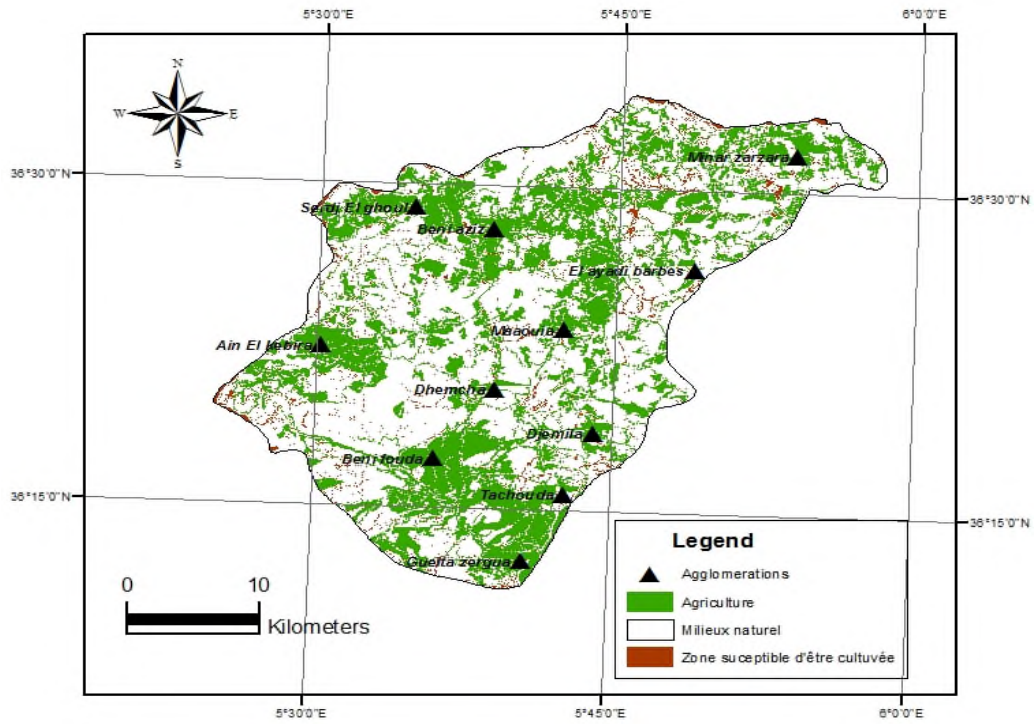 5°30'0"E 5°45'0"E 6°0'0"E
N
W E
S
36°30'0"N
36°30'0"N
Minar zarzara
Serdj El ghoul
Beni aziz
El ayadi barbes
Maaouia
Ain El kebira
Dhemcha
Djemila
Beni fouda
Tachouda
36°15'0"N
36°15'0"N
Guelta zergua
Legend
Agglomerations
Agriculture
Milieux naturel
Zone suceptible d'être cultuvée
0 10
Kilometers
5°30'0"E 5°45'0"E 6°0'0"E